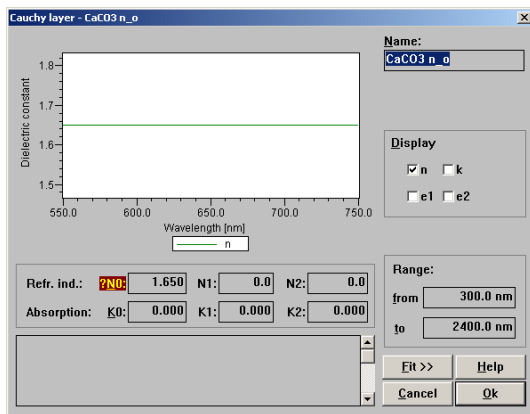 Cauchy layer - CaCO3 n_o
Name:
CaCO3 n_o
1.8
1.7
1.6
1.5
Dielectric constant
550.0 600.0 650.0 700.0 750.0
Wavelength [nm]
n
Display
n k
e1 e2
Refr. ind.: ?N0: 1.650 N1: 0.0 N2: 0.0
Absorption: K0: 0.000 K1: 0.000 K2: 0.000
Range:
from 300.0 nm
to 2400.0 nm
Fit >> Help
Cancel Ok